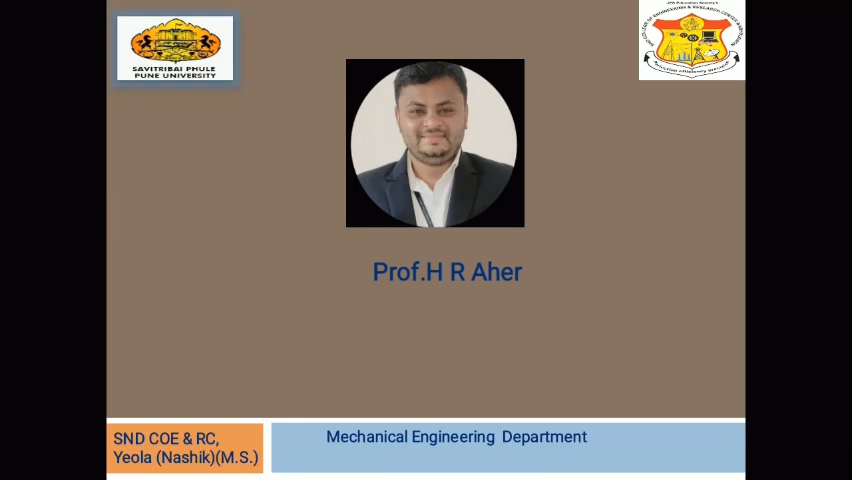 SAVITRIBAI PHULE
PUNE UNIVERSITY
Prof.H R Aher
SND COE & RC,
Yeola (Nashik)(M.S.)
Mechanical Engineering Department